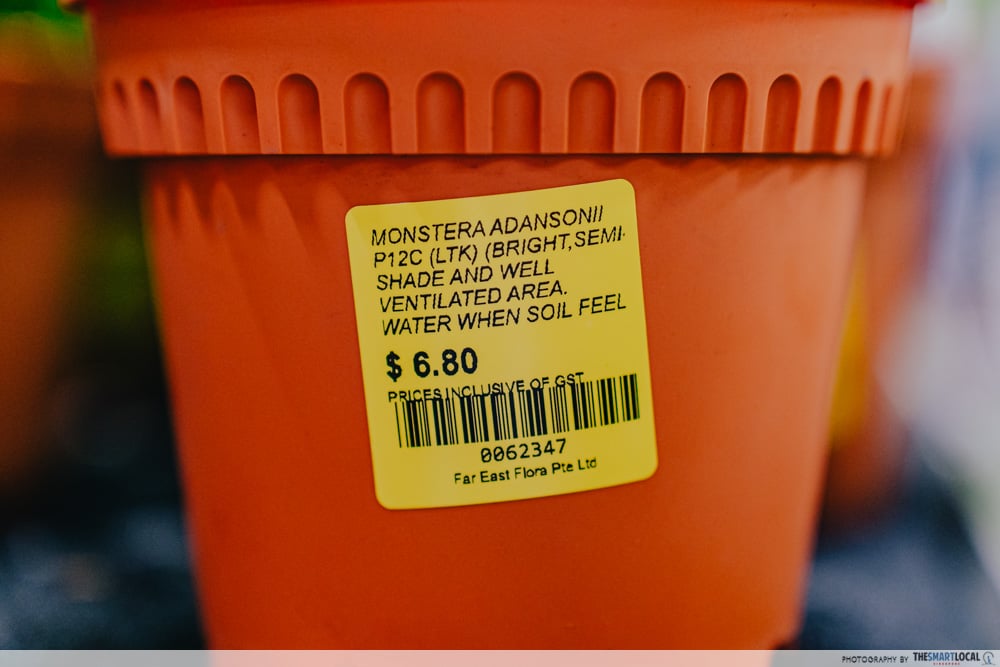 MONSTERA ADANSONII
P12C (LTK) (BRIGHT,SEMI-
SHADE AND WELL
VENTILATED AREA.
WATER WHEN SOIL FEEL
$ 6.80
PRICES INCLUSIVE OF GST
0062347
Far East Flora Pte Ltd
PHOTOGRAPHY BY THESMARTLOCAL